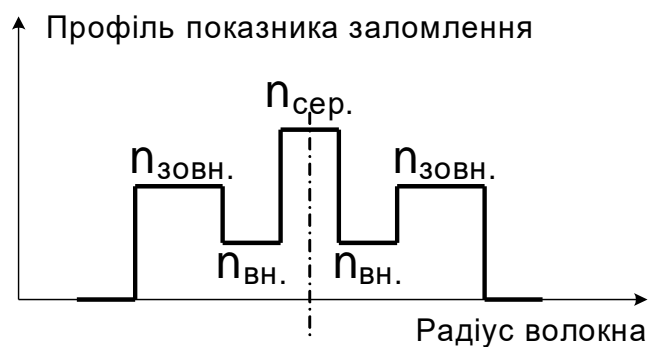 Профіль показника заломлення
nсер.
nзовн.
nзовн.
nвн.
nвн.
Радіус волокна